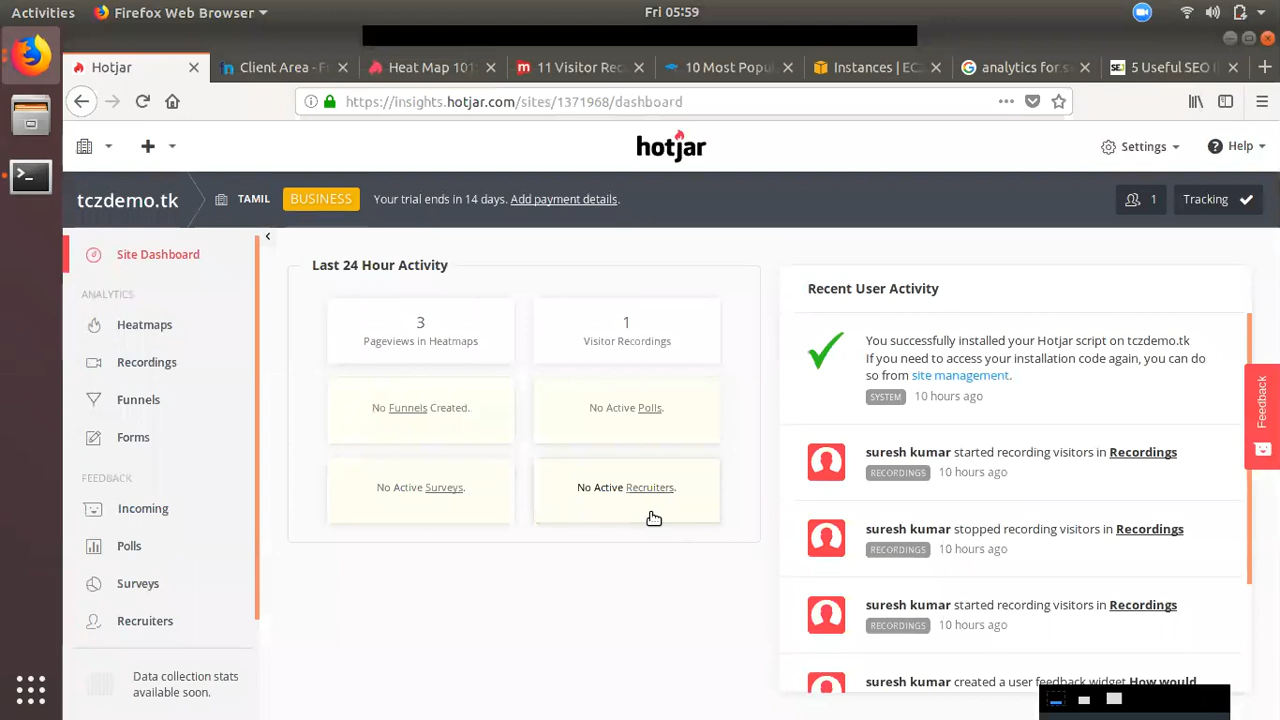 Activities
Firefox Web Browser
Fri 05:59
Hotjar
Client Area - F
Heat Map 101:
11 Visitor Rec
10 Most Popu
Instances | EC
analytics for s
5 Useful SEO
https://insights.hotjar.com/sites/1371968/dashboard
hotjar
Settings
Help
tczdemo.tk
TAMIL
BUSINESS
Your trial ends in 14 days. Add payment details.
1
Tracking
Site Dashboard
ANALYTICS
Heatmaps
Recordings
Funnels
Forms
FEEDBACK
Incoming
Polls
Surveys
Recruiters
Data collection stats
available soon.
Last 24 Hour Activity
3
Pageviews in Heatmaps
1
Visitor Recordings
No Funnels Created.
No Active Polls.
No Active Surveys.
No Active Recruiters.
Recent User Activity
You successfully installed your Hotjar script on tczdemo.tk
If you need to access your installation code again, you can do
so from site management.
SYSTEM 10 hours ago
suresh kumar started recording visitors in Recordings
RECORDINGS 10 hours ago
suresh kumar stopped recording visitors in Recordings
RECORDINGS 10 hours ago
suresh kumar started recording visitors in Recordings
RECORDINGS 10 hours ago
suresh kumar created a user feedback widget How would
Feedback